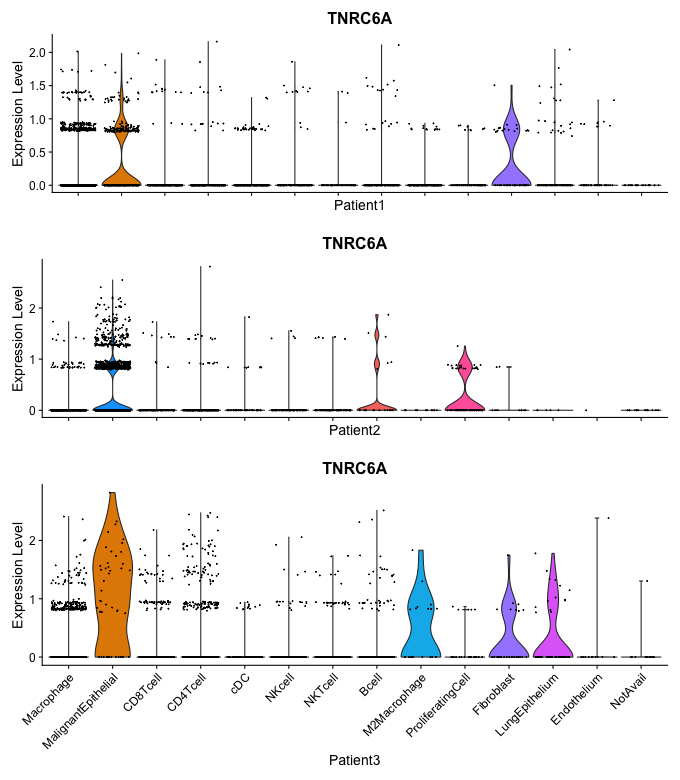 TNRC6A
Expression Level
2.0
1.5
1.0
0.5
0.0
Patient1
TNRC6A
Expression Level
2
1
0
Patient2
TNRC6A
Expression Level
2
1
0
Macrophage
MalignantEpithelial
CD8Tcell
CD4Tcell
cDC
NKcell
NKTcell
Bcell
M2Macrophage
ProliferatingCell
Fibroblast
LungEpithelium
Endothelium
NotAvail
Patient3